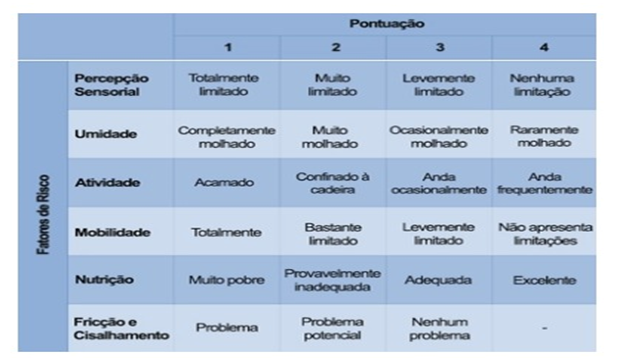 Pontuação
1 2 3 4
Fatores de Risco
Percepção Totalmente Muito Levemente Nenhuma
Sensorial limitado limitado limitado limitação
Umidade Completamente Muito Ocasionalmente Raramente
molhado molhado molhado molhado
Atividade Acamado Confinado à Anda Anda
cadeira ocasionalmente frequentemente
Mobilidade Totalmente Bastante Levemente Não apresenta
limitado limitado limitações
Nutrição Muito pobre Provavelmente Adequada Excelente
inadequada
Fricção e Problema Problema Nenhum -
Cisalhamento potencial problema